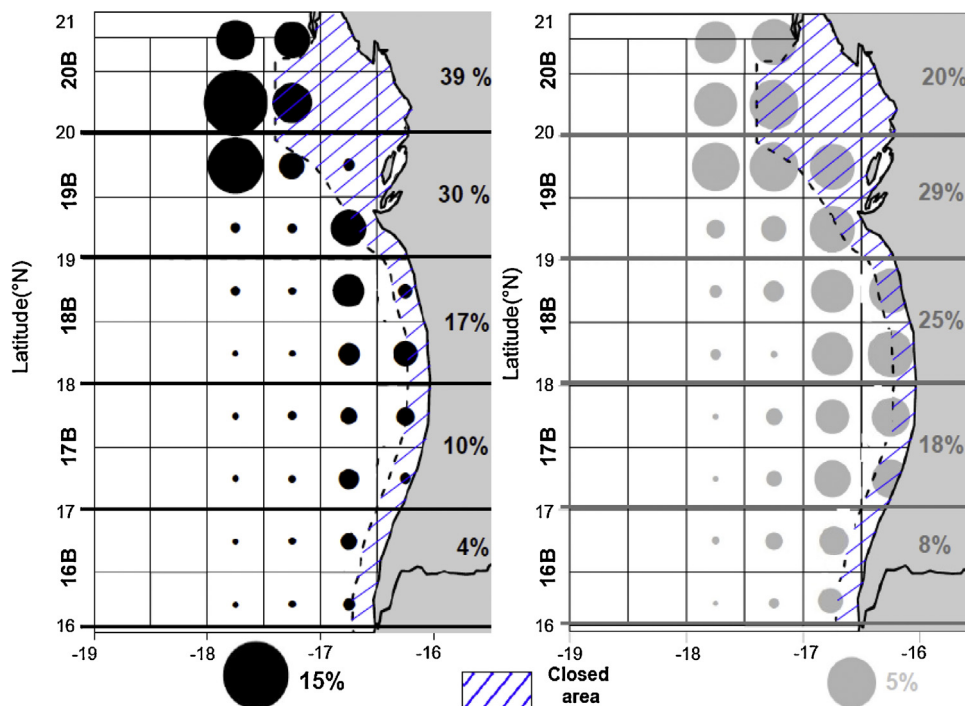 21
20B
39 %
20
19B
30 %
19
18B
17%
18
17B
10%
17
16B
4%
16
Latitude(°N)
-19
-18
-17
-16
15%
21
20B
20%
20
19B
29%
19
18B
25%
18
17B
18%
17
16B
8%
16
Latitude(°N)
-19
-18
-17
-16
5%
Closed
area